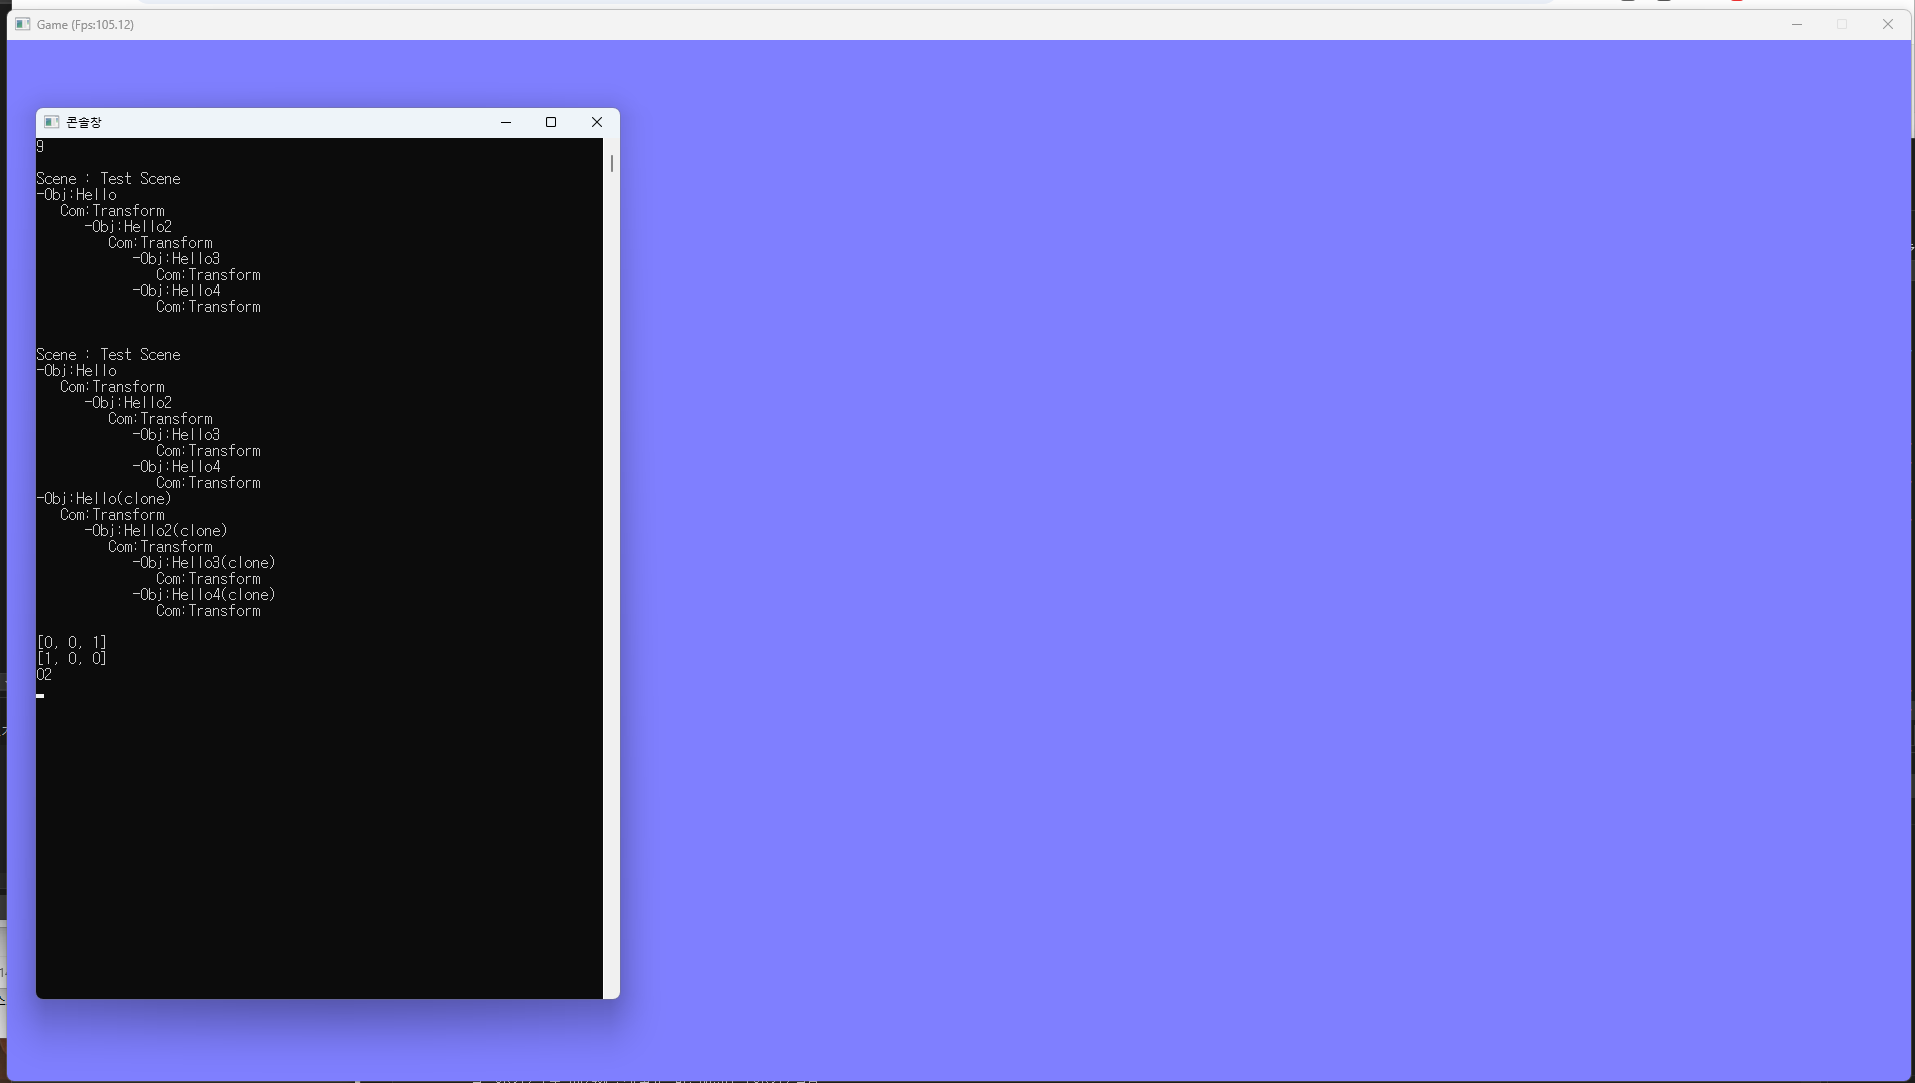 Game (Fps:105.12)
콘솔창
9
Scene : Test Scene
-Obj:Hello
Com:Transform
-Obj:Hello2
Com:Transform
-Obj:Hello3
Com:Transform
-Obj:Hello4
Com:Transform
Scene : Test Scene
-Obj:Hello
Com:Transform
-Obj:Hello2
Com:Transform
-Obj:Hello3
Com:Transform
-Obj:Hello4
Com:Transform
-Obj:Hello(clone)
Com:Transform
-Obj:Hello2(clone)
Com:Transform
-Obj:Hello3(clone)
Com:Transform
-Obj:Hello4(clone)
Com:Transform
[0, 0, 1]
[1, 0, 0]
02